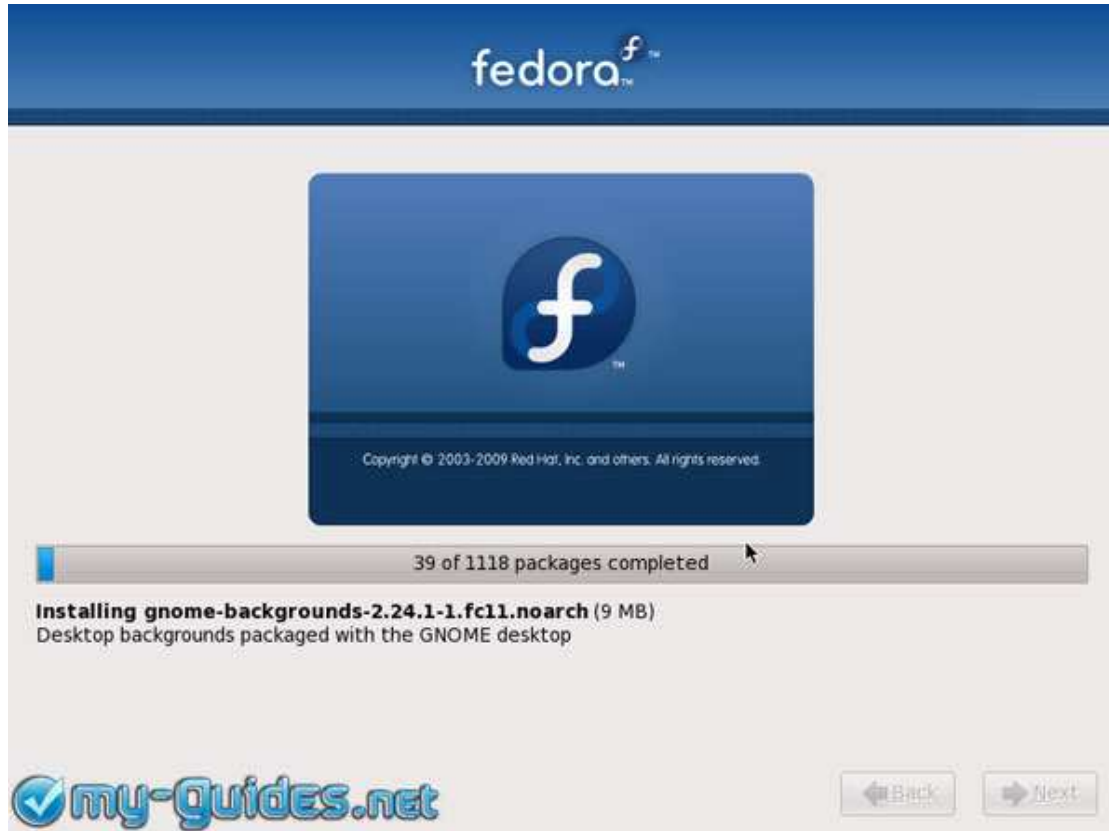 fedora
Copyright © 2003-2009 Red Hat, Inc. and others. All rights reserved.
39 of 1118 packages completed
Installing gnome-backgrounds-2.24.1-1.fc11.noarch (9 MB)
Desktop backgrounds packaged with the GNOME desktop
my-guides.net
Back
Next